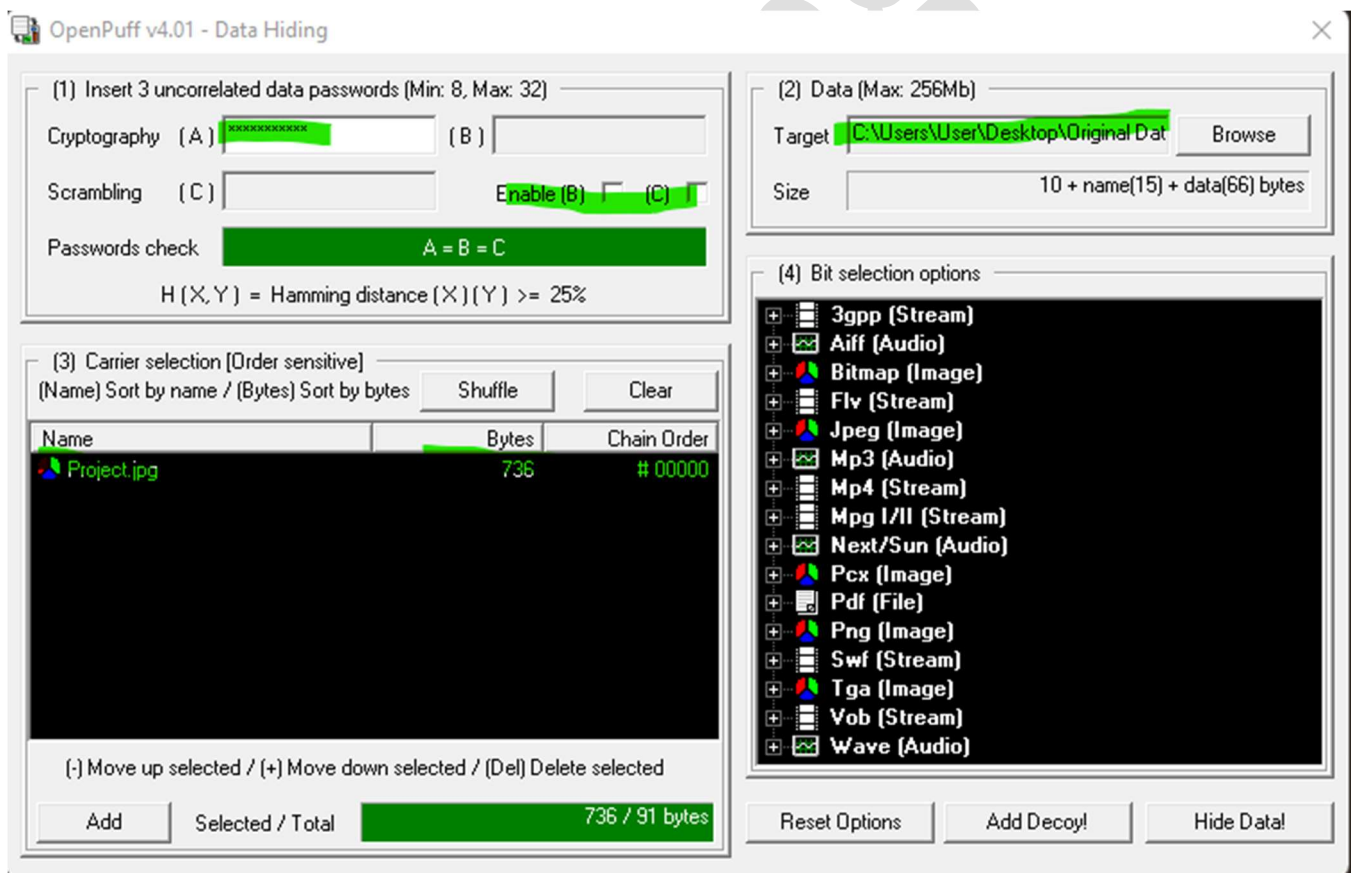 OpenPuff v4.01 - Data Hiding
(1) Insert 3 uncorrelated data passwords (Min: 8, Max: 32)
Cryptography (A) *********** (B)
Scrambling (C) Enable (B) (C)
Passwords check A = B = C
H (X,Y) = Hamming distance (X)(Y) >= 25%
(2) Data (Max: 256Mb)
Target C:\Users\User\Desktop\Original Dat Browse
Size 10 + name(15) + data(66) bytes
(3) Carrier selection [Order sensitive]
(Name) Sort by name / (Bytes) Sort by bytes Shuffle Clear
Name Bytes Chain Order
Project.jpg 736 # 00000
(-) Move up selected / (+) Move down selected / (Del) Delete selected
Add Selected / Total 736 / 91 bytes
(4) Bit selection options
3gpp (Stream)
Aiff (Audio)
Bitmap (Image)
Flv (Stream)
Jpeg (Image)
Mp3 (Audio)
Mp4 (Stream)
Mpg I/II (Stream)
Next/Sun (Audio)
Pcx (Image)
Pdf (File)
Png (Image)
Swf (Stream)
Tga (Image)
Vob (Stream)
Wave (Audio)
Reset Options Add Decoy! Hide Data!